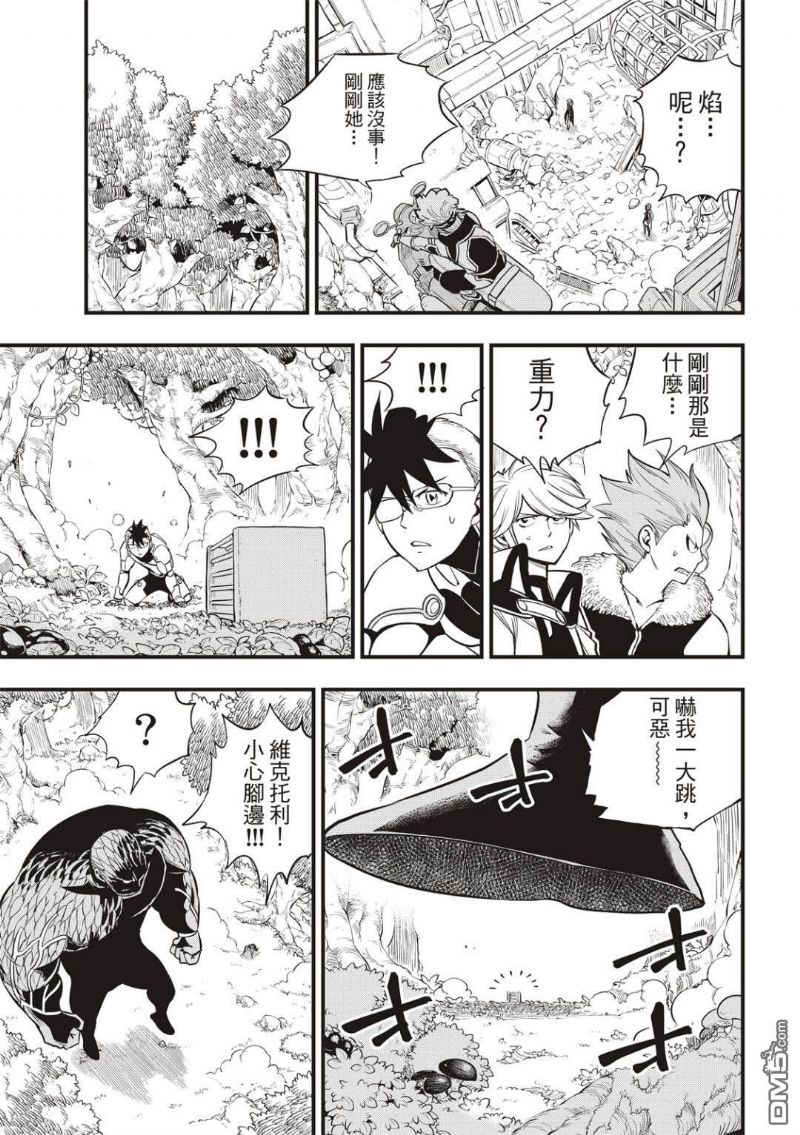 焰…
呢…?
應該沒事!
剛剛她…
剛剛那是
什麼…
重力?
!!!
!!!
嚇我一大跳，
可惡～～
維克托利!
小心腳邊!!!
?
DM5.com